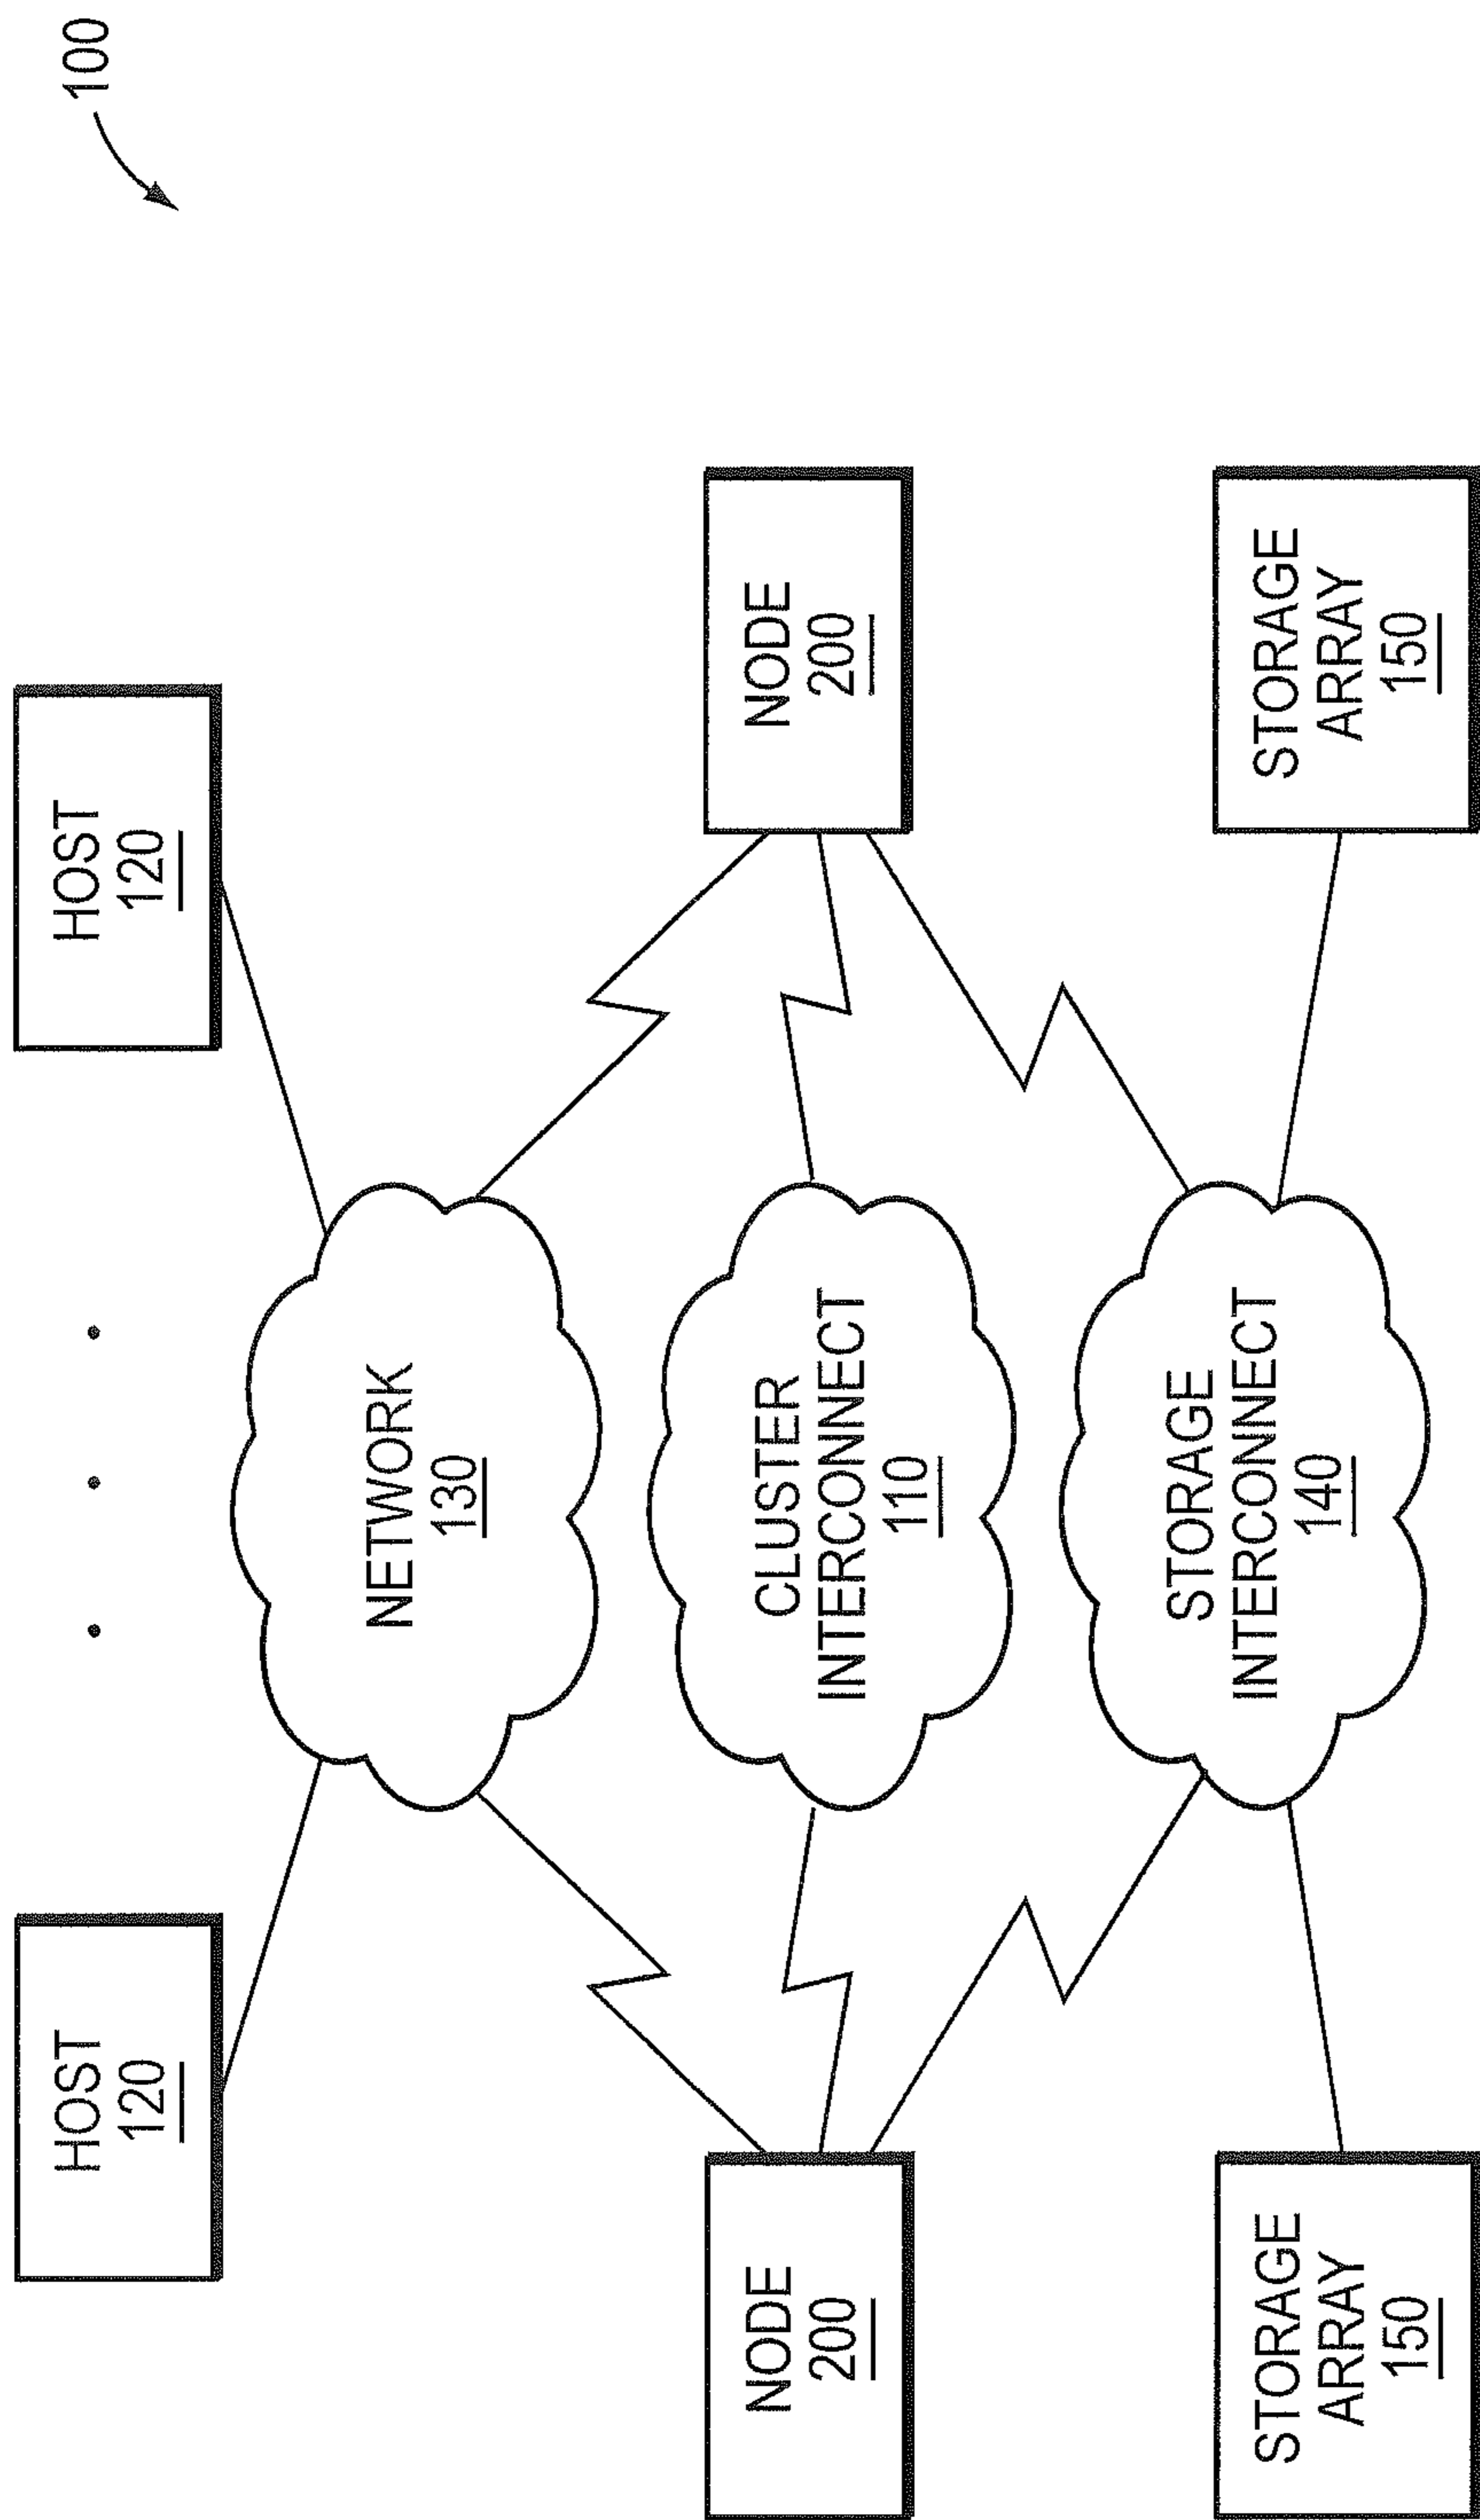 100
HOST
120
HOST
120
NETWORK
130
NODE
200
CLUSTER
INTERCONNECT
110
NODE
200
STORAGE
INTERCONNECT
140
STORAGE
ARRAY
150
STORAGE
ARRAY
150